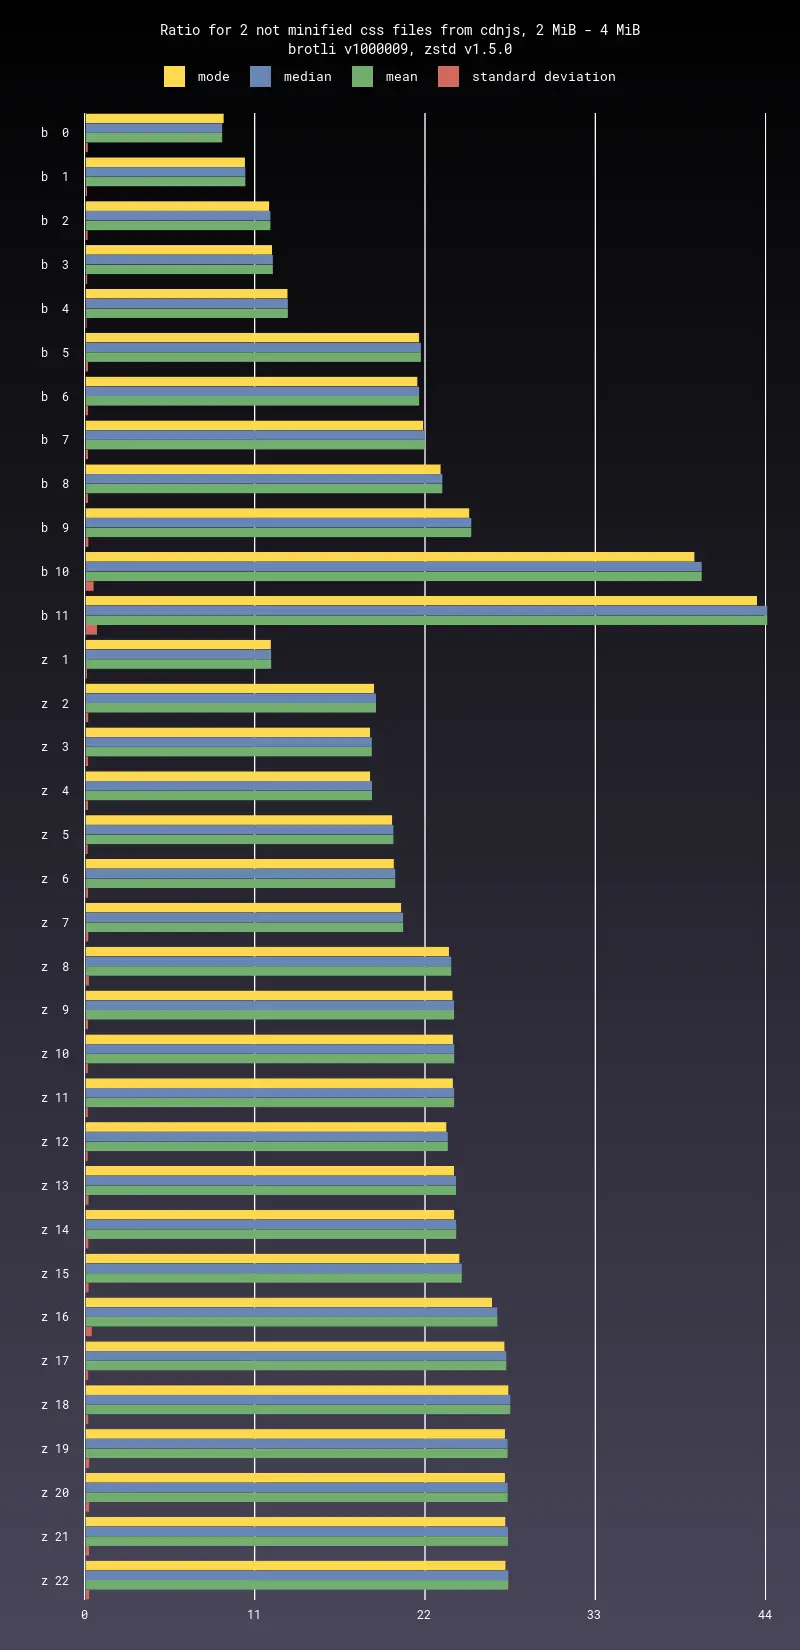 Ratio for 2 not minified css files from cdnjs, 2 MiB - 4 MiB
brotli v1000009, zstd v1.5.0
mode median mean standard deviation
b 0
b 1
b 2
b 3
b 4
b 5
b 6
b 7
b 8
b 9
b 10
b 11
z 1
z 2
z 3
z 4
z 5
z 6
z 7
z 8
z 9
z 10
z 11
z 12
z 13
z 14
z 15
z 16
z 17
z 18
z 19
z 20
z 21
z 22
0 11 22 33 44